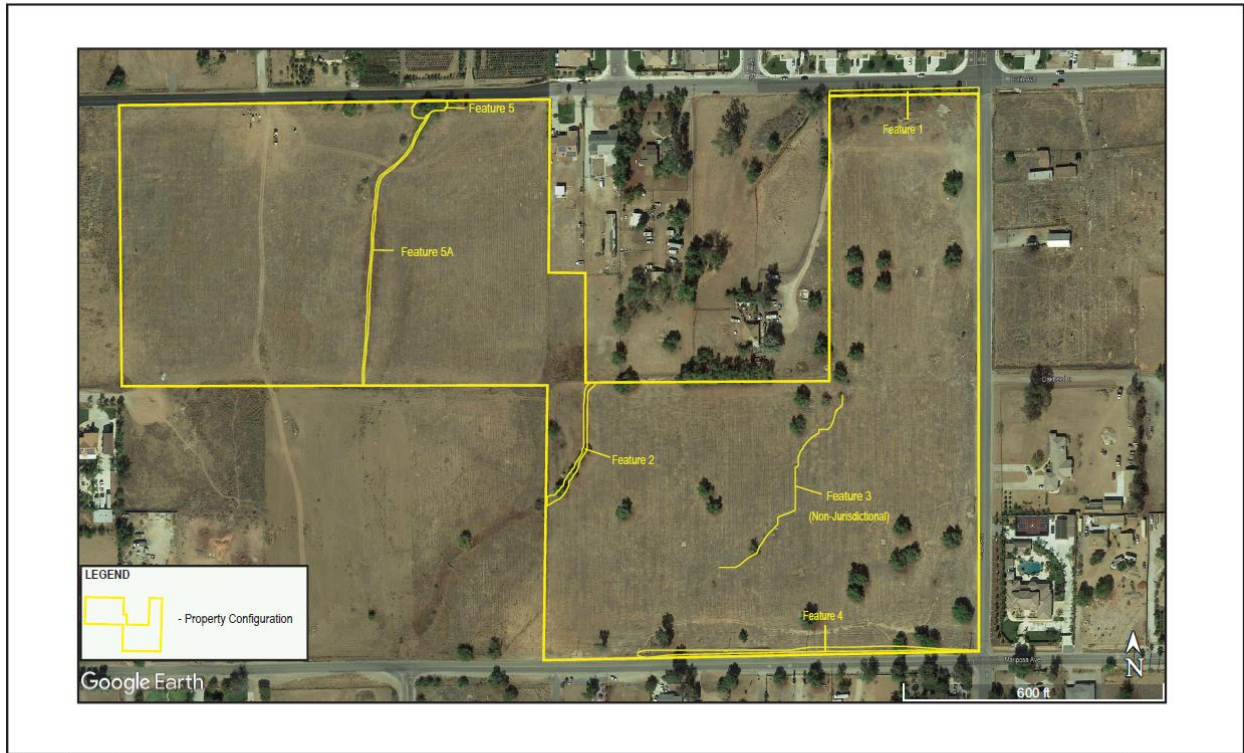 Feature 5
Feature 1
Feature 5A
Feature 2
Feature 3
(Non-Jurisdictional)
Feature 4
LEGEND
- Property Configuration
Mariposa Ave
Google Earth
N
600 ft